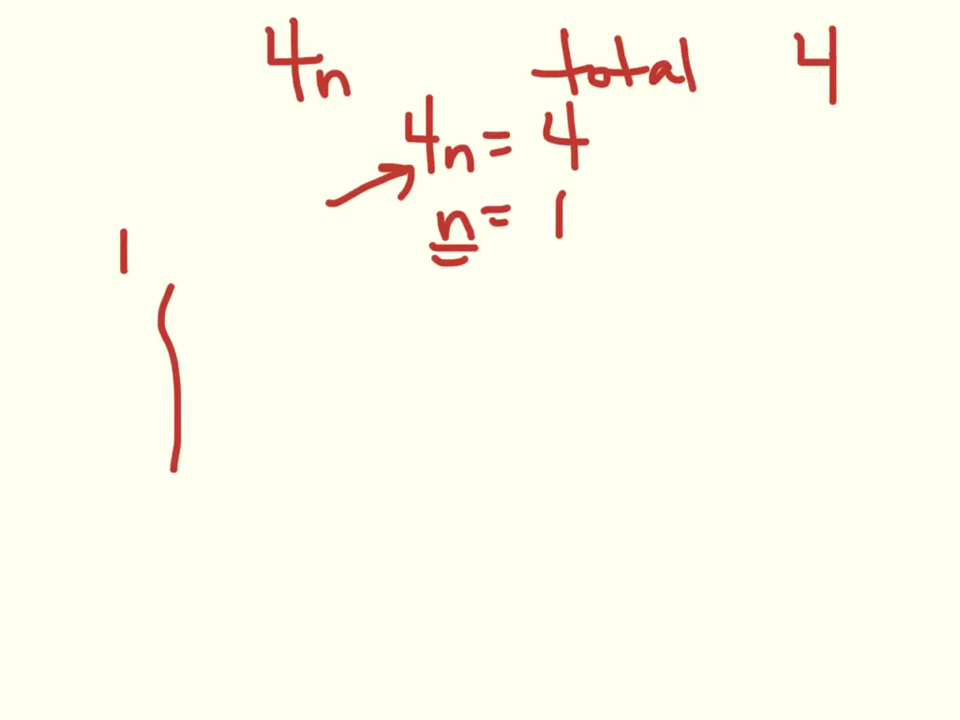 4n total 4
4n = 4
n = 1
1